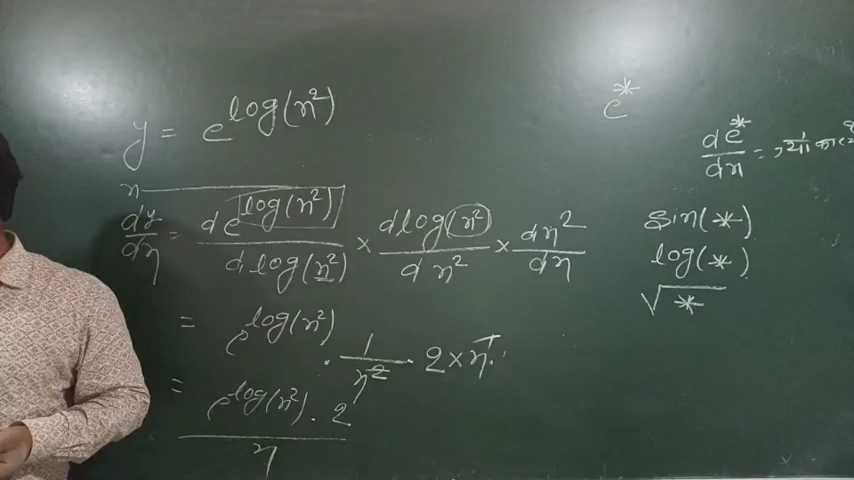 y = e^log(x²)
x
dy/dx = d e^log(x²) / d log(x²) × d log(x²) / d x² × d x² / dx
= e^log(x²) · 1/x² · 2 × x
= e^log(x²) · 2 / x
e^*
d e^* / dx =
sin(*)
log(*)
√*